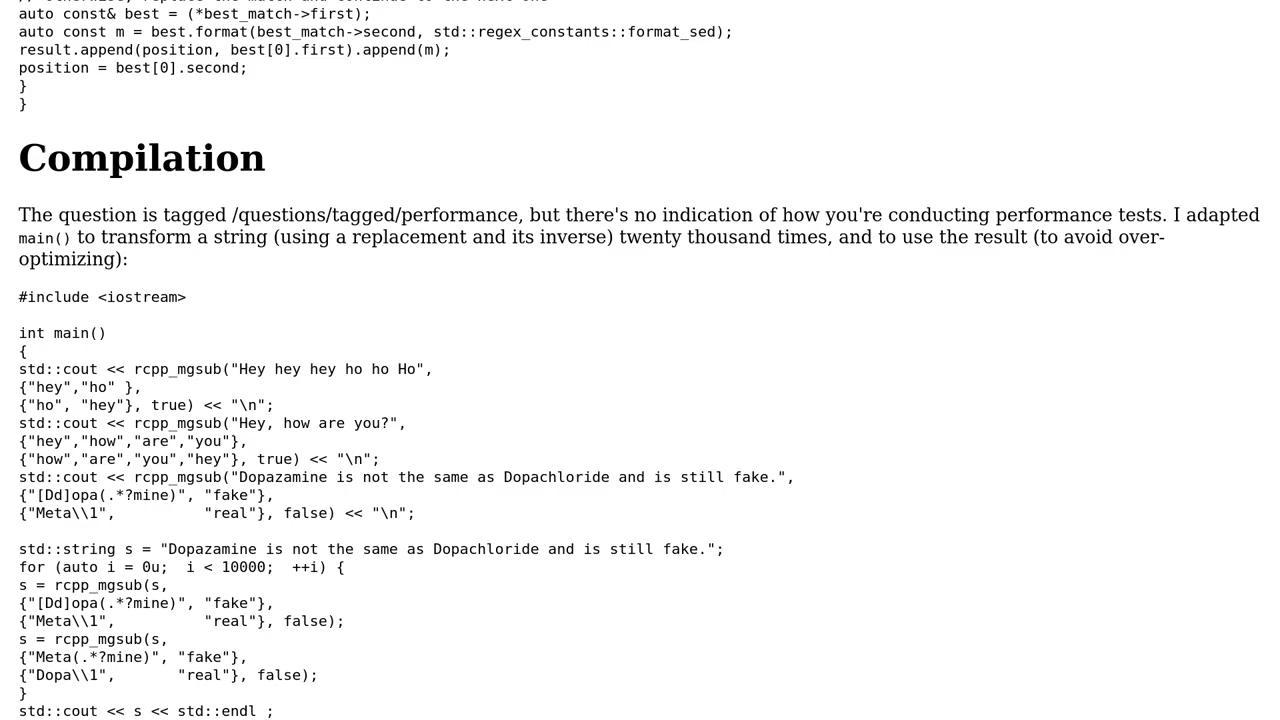 auto const& best = (*best_match->first);
auto const m = best.format(best_match->second, std::regex_constants::format_sed);
result.append(position, best[0].first).append(m);
position = best[0].second;
}
}
Compilation
The question is tagged /questions/tagged/performance, but there's no indication of how you're conducting performance tests. I adapted
main() to transform a string (using a replacement and its inverse) twenty thousand times, and to use the result (to avoid over-
optimizing):
#include <iostream>
int main()
{
std::cout << rcpp_mgsub("Hey hey hey ho ho Ho",
{"hey","ho" },
{"ho", "hey"}, true) << "\n";
std::cout << rcpp_mgsub("Hey, how are you?",
{"hey","how","are","you"},
{"how","are","you","hey"}, true) << "\n";
std::cout << rcpp_mgsub("Dopazamine is not the same as Dopachloride and is still fake.",
{"[Dd]opa(.*?mine)", "fake"},
{"Meta\\1",          "real"}, false) << "\n";
std::string s = "Dopazamine is not the same as Dopachloride and is still fake.";
for (auto i = 0u;  i < 10000;  ++i) {
s = rcpp_mgsub(s,
{"[Dd]opa(.*?mine)", "fake"},
{"Meta\\1",          "real"}, false);
s = rcpp_mgsub(s,
{"Meta(.*?mine)", "fake"},
{"Dopa\\1",       "real"}, false);
}
std::cout << s << std::endl ;